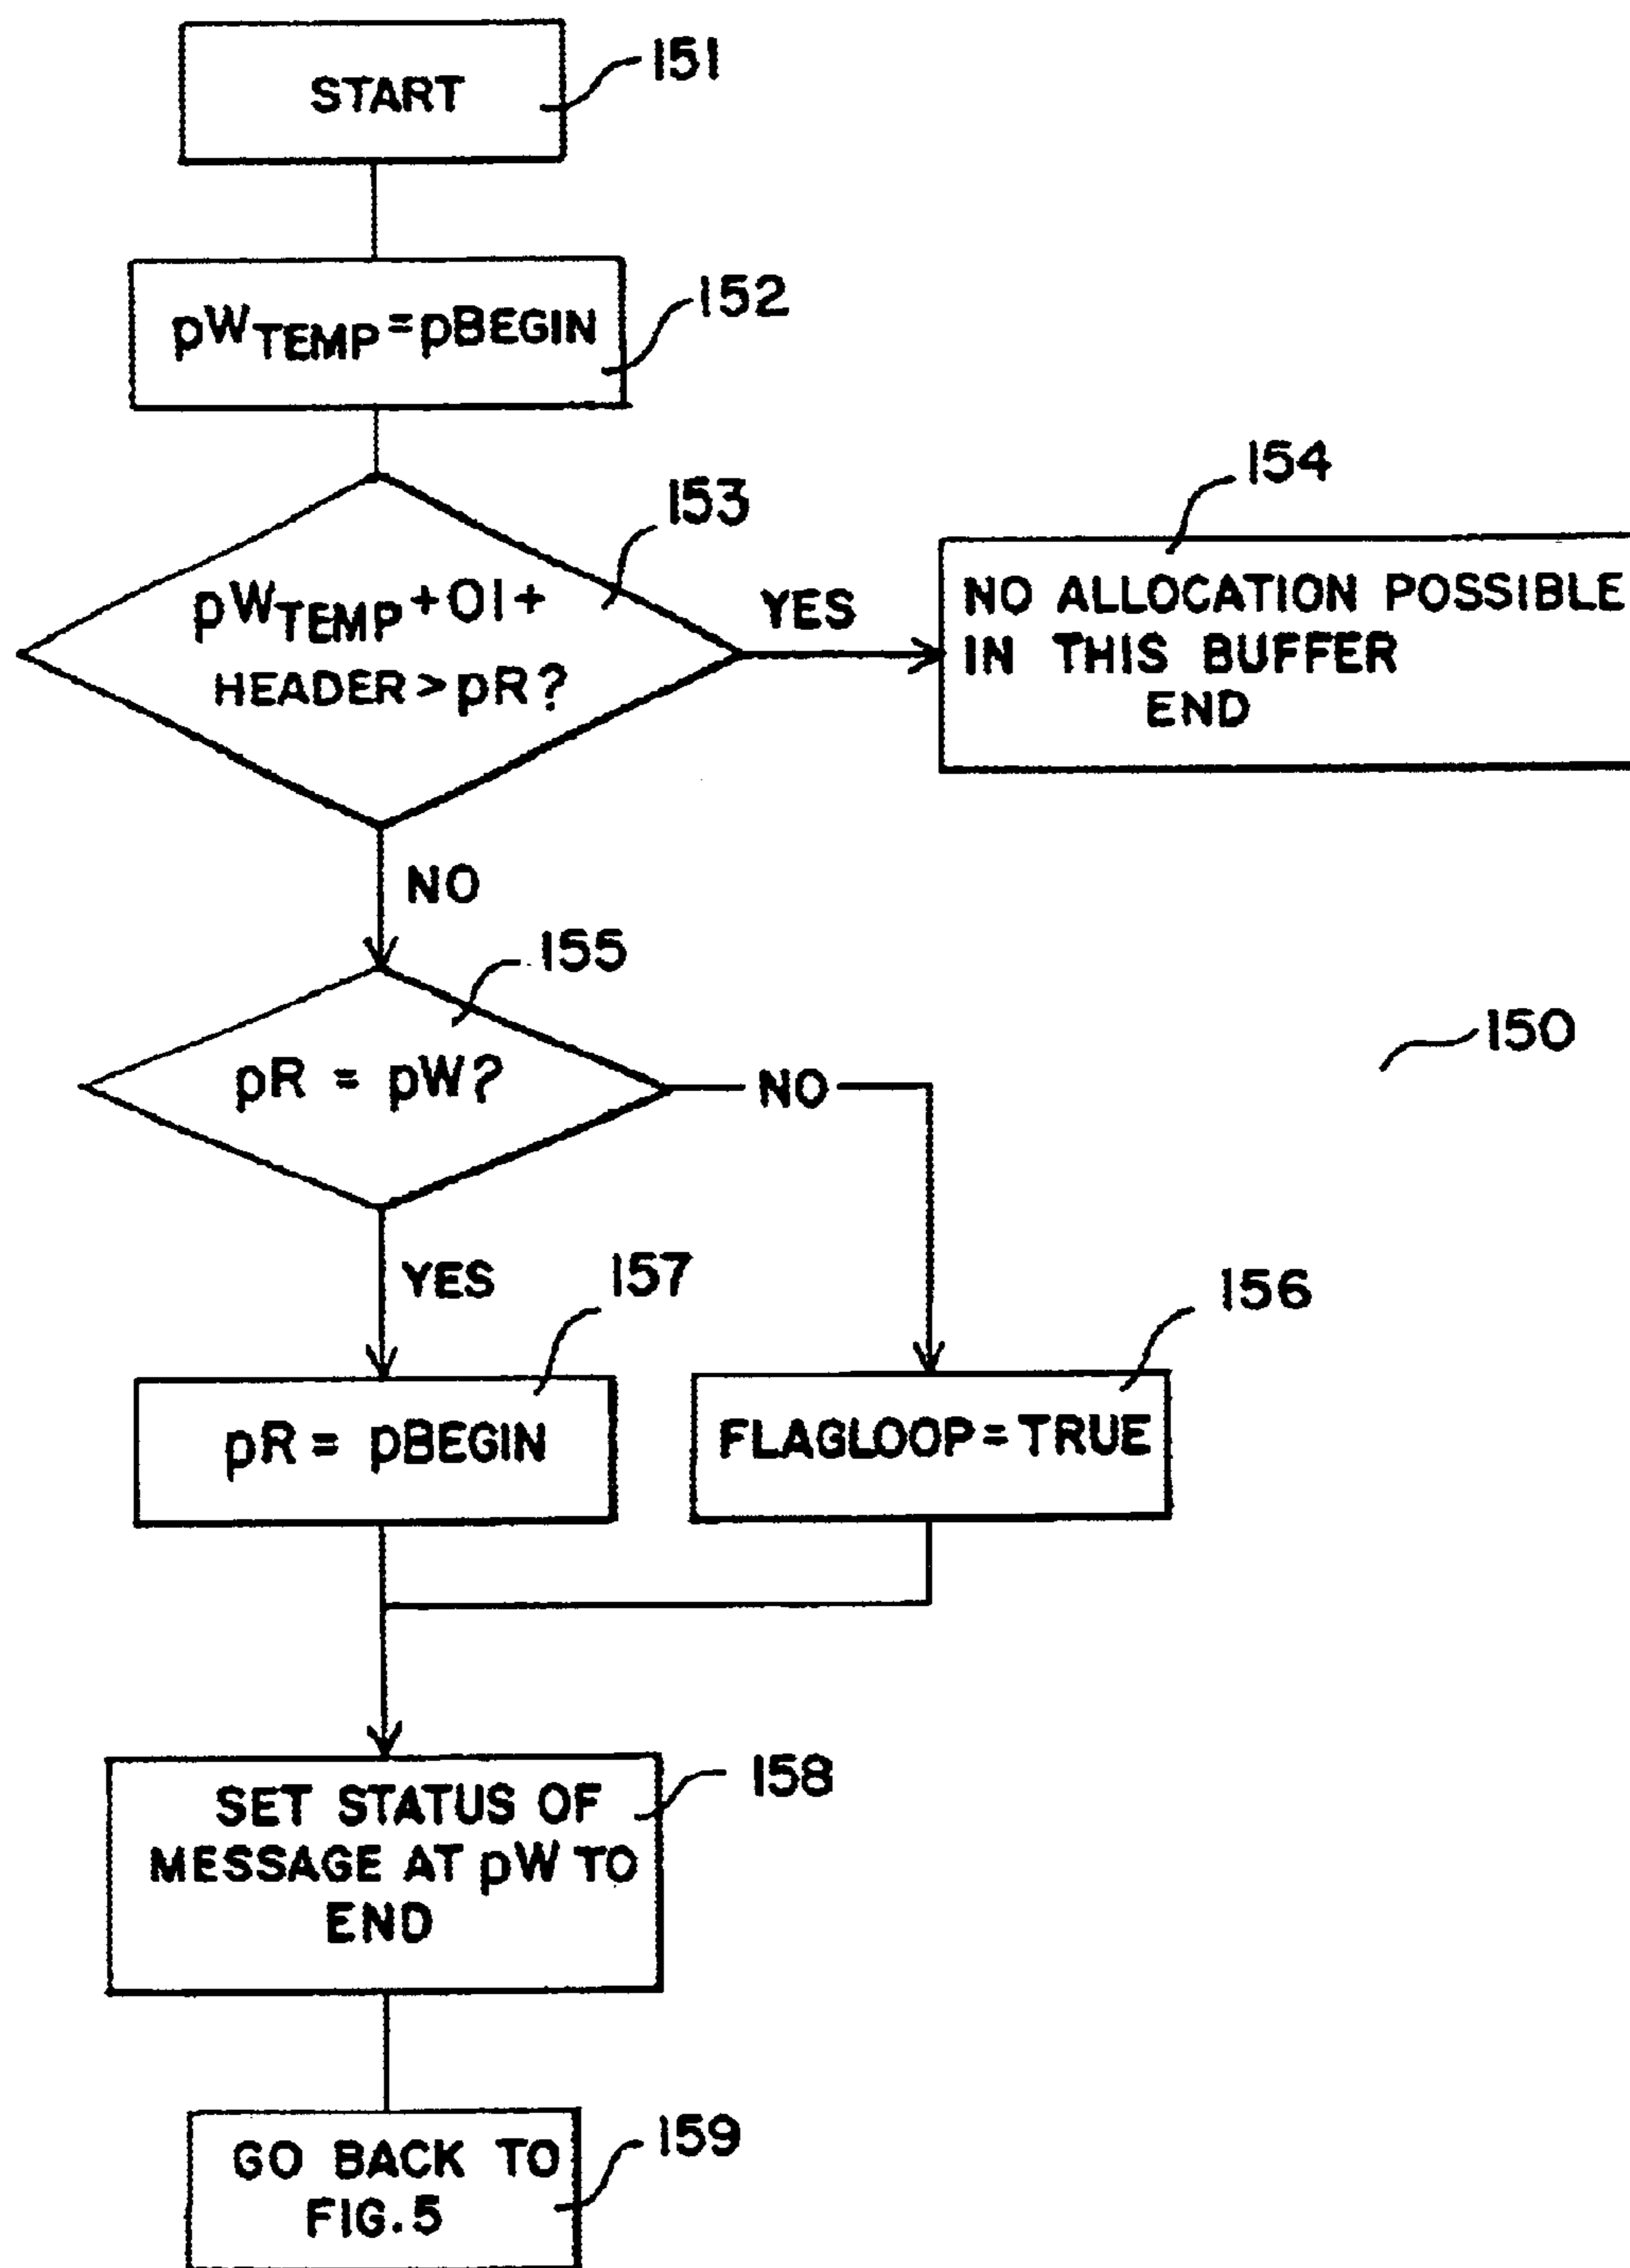 START
151
pWTEMP=pBEGIN
152
pWTEMP+OI+
HEADER>pR?
153
YES
154
NO ALLOCATION POSSIBLE
IN THIS BUFFER
END
NO
155
pR = pW?
NO
150
YES
157
pR = pBEGIN
156
FLAGLOOP=TRUE
SET STATUS OF
MESSAGE AT pW TO
END
158
GO BACK TO
FIG.5
159